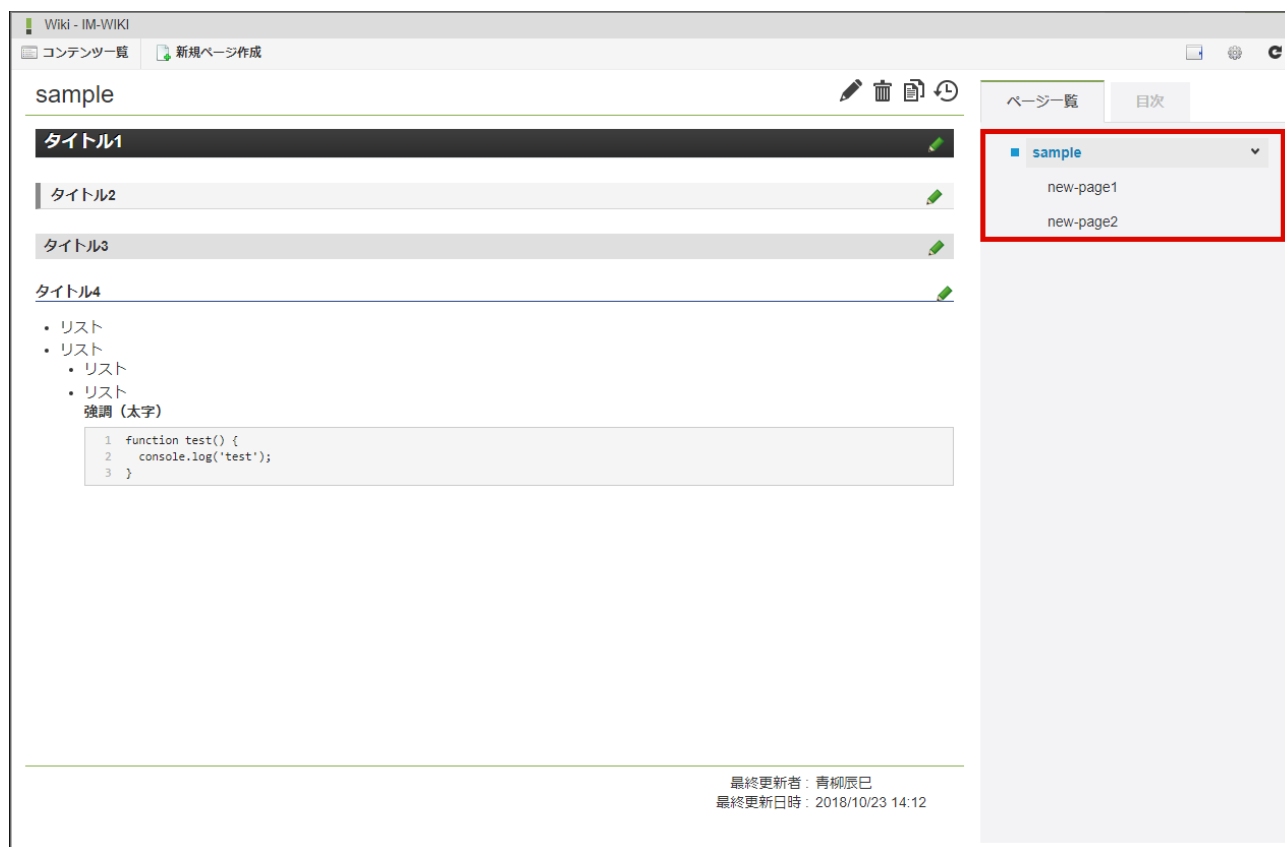 Wiki - IM-WIKI
コンテンツ一覧 新規ページ作成
sample
タイトル1
タイトル2
タイトル3
タイトル4
• リスト
• リスト
• リスト
• リスト
強調（太字）
1 function test() {
2 console.log('test');
3 }
最終更新者 : 青柳辰巳
最終更新日時 : 2018/10/23 14:12
ページ一覧 目次
sample
new-page1
new-page2